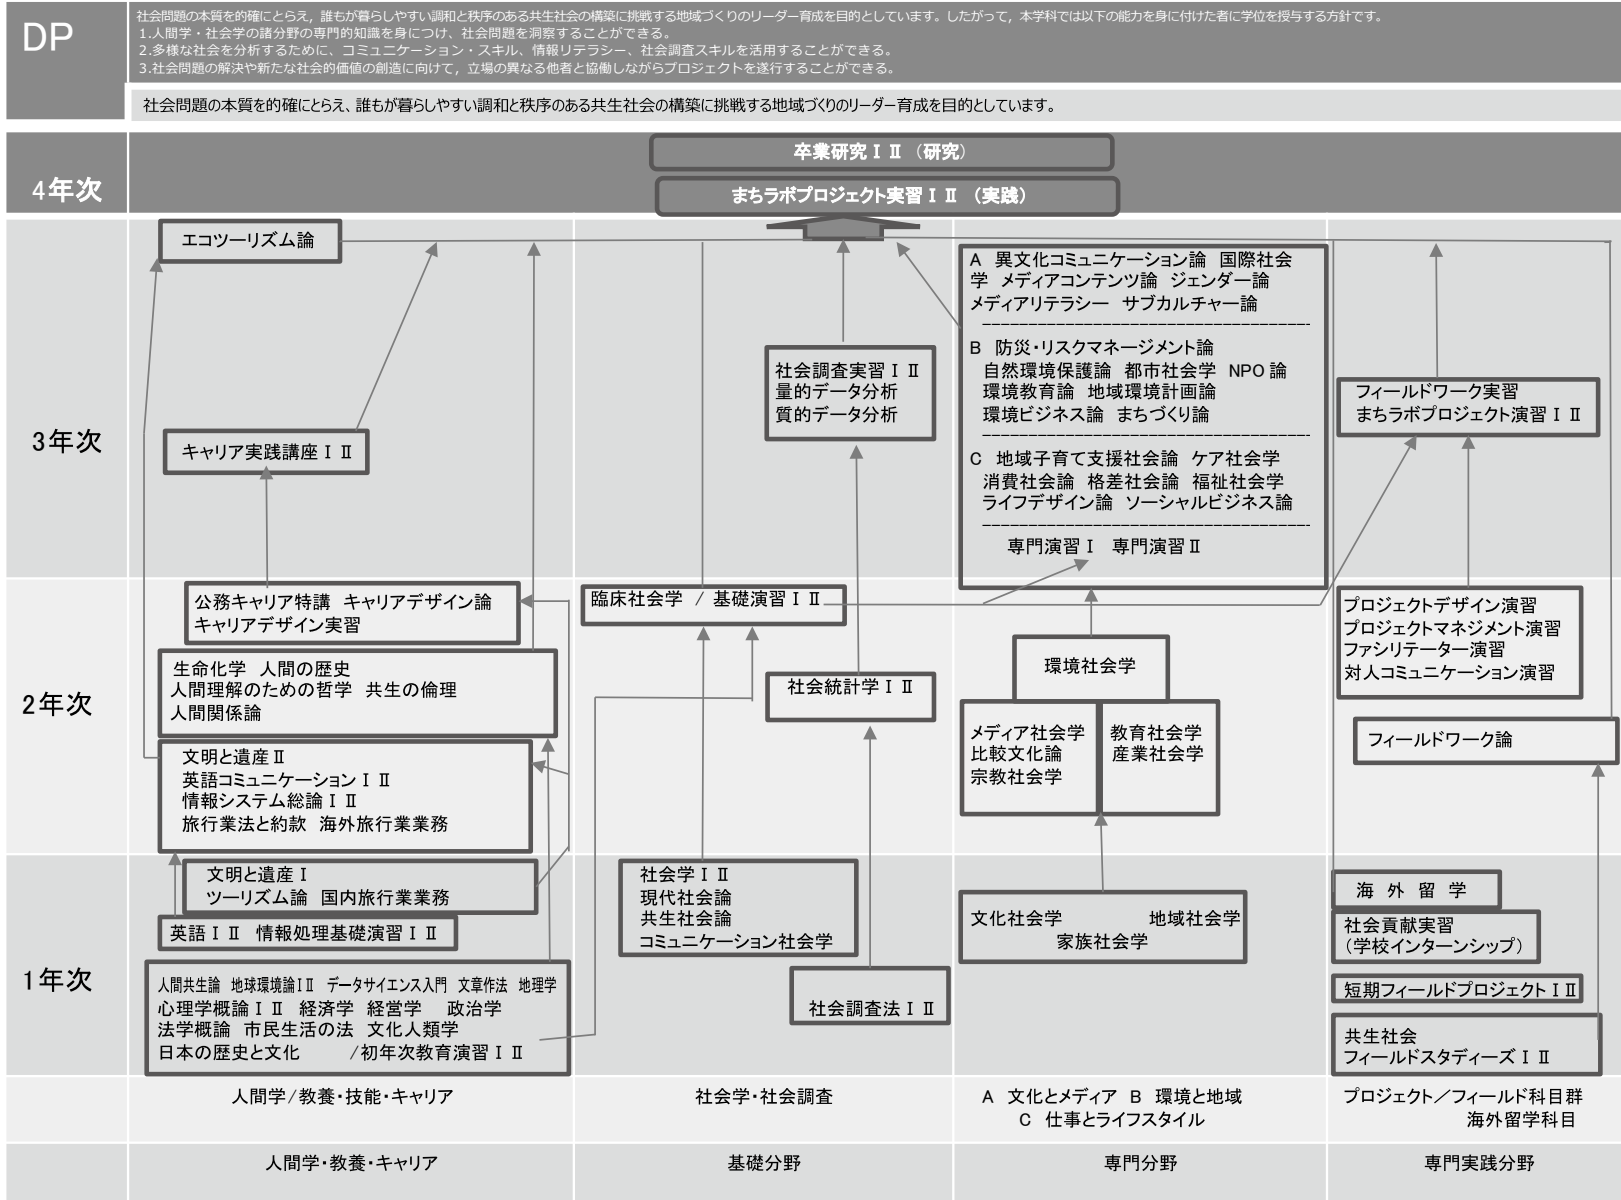 DP
社会問題の本質を的確にとらえ，誰もが暮らしやすい調和と秩序のある共生社会の構築に挑戦する地域づくりのリーダー育成を目的としています。したがって，本学科では以下の能力を身に付けた者に学位を授与する方針です。
1.人間学・社会学の諸分野の専門的知識を身につけ、社会問題を洞察することができる。
2.多様な社会を分析するために、コミュニケーション・スキル、情報リテラシー、社会調査スキルを活用することができる。
3.社会問題の解決や新たな社会的価値の創造に向けて，立場の異なる他者と協働しながらプロジェクトを遂行することができる。
社会問題の本質を的確にとらえ、誰もが暮らしやすい調和と秩序のある共生社会の構築に挑戦する地域づくりのリーダー育成を目的としています。
4年次
卒業研究ⅠⅡ（研究）
まちラボプロジェクト実習ⅠⅡ（実践）
3年次
エコツーリズム論
キャリア実践講座ⅠⅡ
社会調査実習ⅠⅡ
量的データ分析
質的データ分析
A 異文化コミュニケーション論 国際社会
学 メディアコンテンツ論 ジェンダー論
メディアリテラシー サブカルチャー論
B 防災・リスクマネージメント論
自然環境保護論 都市社会学 NPO論
環境教育論 地域環境計画論
環境ビジネス論 まちづくり論
C 地域子育て支援社会論 ケア社会学
消費社会論 格差社会論 福祉社会学
ライフデザイン論 ソーシャルビジネス論
専門演習Ⅰ 専門演習Ⅱ
フィールドワーク実習
まちラボプロジェクト演習ⅠⅡ
2年次
公務キャリア特講 キャリアデザイン論
キャリアデザイン実習
生命化学 人間の歴史
人間理解のための哲学 共生の倫理
人間関係論
文明と遺産Ⅱ
英語コミュニケーションⅠⅡ
情報システム総論ⅠⅡ
旅行業法と約款 海外旅行業業務
臨床社会学 / 基礎演習ⅠⅡ
社会統計学ⅠⅡ
環境社会学
メディア社会学
比較文化論
宗教社会学
教育社会学
産業社会学
プロジェクトデザイン演習
プロジェクトマネジメント演習
ファシリテーター演習
対人コミュニケーション演習
フィールドワーク論
1年次
文明と遺産Ⅰ
ツーリズム論 国内旅行業業務
英語ⅠⅡ 情報処理基礎演習ⅠⅡ
人間共生論 地球環境論ⅠⅡ データサイエンス入門 文章作法 地理学
心理学概論ⅠⅡ 経済学 経営学 政治学
法学概論 市民生活の法 文化人類学
日本の歴史と文化 /初年次教育演習ⅠⅡ
社会学ⅠⅡ
現代社会論
共生社会論
コミュニケーション社会学
社会調査法ⅠⅡ
文化社会学 地域社会学
家族社会学
海 外 留 学
社会貢献実習
（学校インターンシップ）
短期フィールドプロジェクトⅠⅡ
共生社会
フィールドスタディーズⅠⅡ
人間学/教養・技能・キャリア
社会学・社会調査
A 文化とメディア B 環境と地域
C 仕事とライフスタイル
プロジェクト／フィールド科目群
海外留学科目
人間学・教養・キャリア
基礎分野
専門分野
専門実践分野